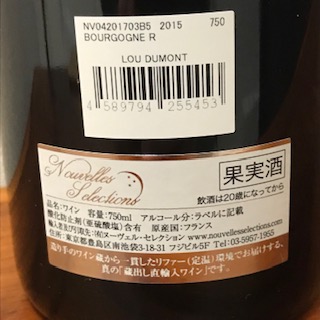 NV04201703B5 2015 750
BOURGOGNE R
LOU DUMONT
4 589794 255453
Nouvelles
Selections
果実酒
飲酒は20歳になってから
品名:ワイン 容量:750ml アルコール分:ラベルに記載
酸化防止剤(亜硫酸塩)含有 原産国:フランス
輸入者及び引取先:(有)ヌーヴェル・セレクション www.nouvellesselections.com
住所:東京都豊島区南池袋3-18-31 フジビル5F Tel:03-5957-1955
造り手のワイン蔵から一貫したリファー(定温)環境でお届けする、
真の「蔵出し直輸入ワイン」です。